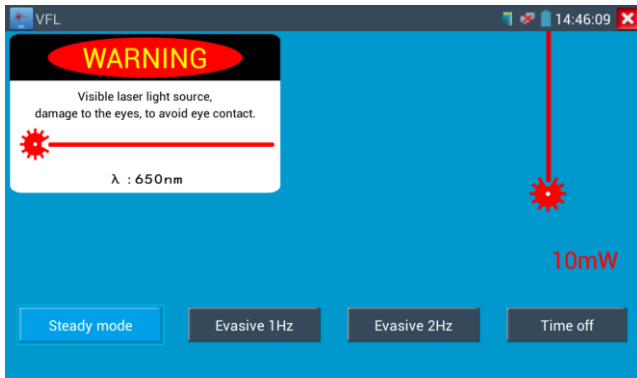 VFL
14:46:09
WARNING
Visible laser light source,
damage to the eyes, to avoid eye contact.
λ :650nm
10mW
Steady mode
Evasive 1Hz
Evasive 2Hz
Time off